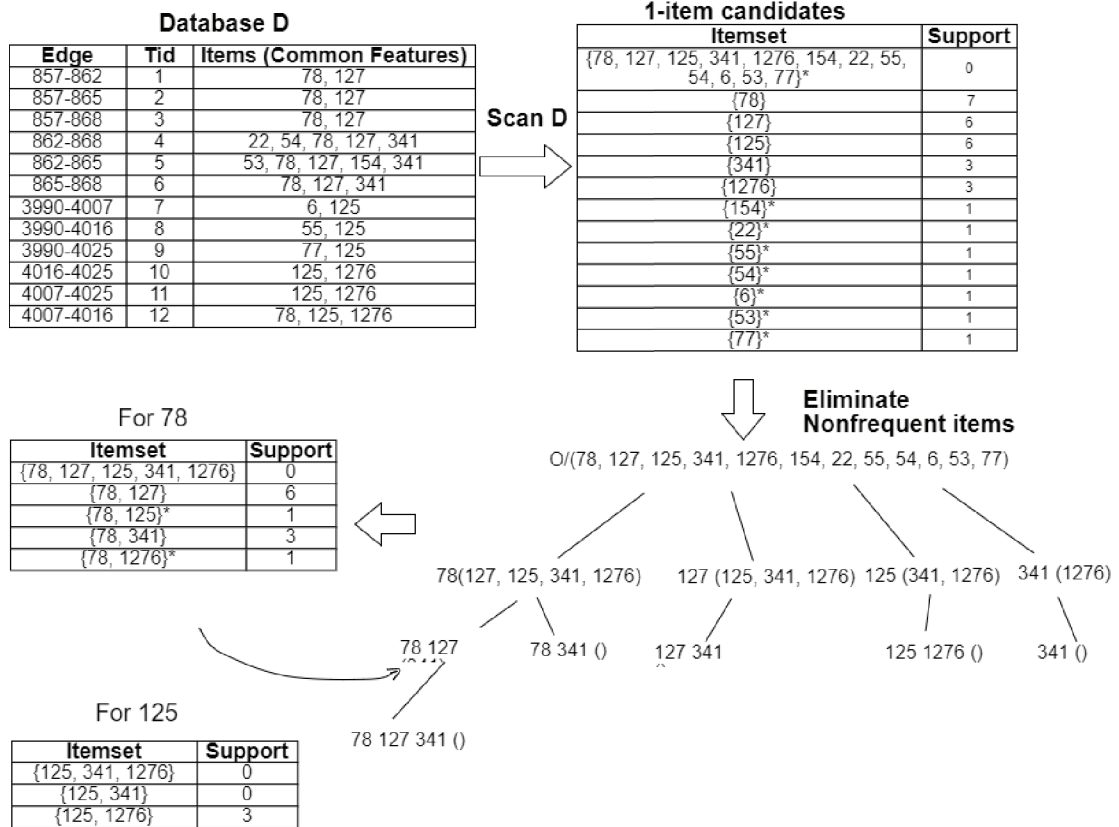 Database D
Edge Tid Items (Common Features)
857-862 1 78, 127
857-865 2 78, 127
857-868 3 78, 127
862-868 4 22, 54, 78, 127, 341
862-865 5 53, 78, 127, 154, 341
865-868 6 78, 127, 341
3990-4007 7 6, 125
3990-4016 8 55, 125
3990-4025 9 77, 125
4016-4025 10 125, 1276
4007-4025 11 125, 1276
4007-4016 12 78, 125, 1276
Scan D
1-item candidates
Itemset Support
{78, 127, 125, 341, 1276, 154, 22, 55,
54, 6, 53, 77}* 0
{78} 7
{127} 6
{125} 6
{341} 3
{1276} 3
{154}* 1
{22}* 1
{55}* 1
{54}* 1
{6}* 1
{53}* 1
{77}* 1
Eliminate
Nonfrequent items
O/(78, 127, 125, 341, 1276, 154, 22, 55, 54, 6, 53, 77)
78(127, 125, 341, 1276) 127 (125, 341, 1276) 125 (341, 1276) 341 (1276)
78 127 78 341 () 127 341 125 1276 () 341 ()
78 127 341 ()
For 78
Itemset Support
{78, 127, 125, 341, 1276} 0
{78, 127} 6
{78, 125}* 1
{78, 341} 3
{78, 1276}* 1
For 125
Itemset Support
{125, 341, 1276} 0
{125, 341} 0
{125, 1276} 3